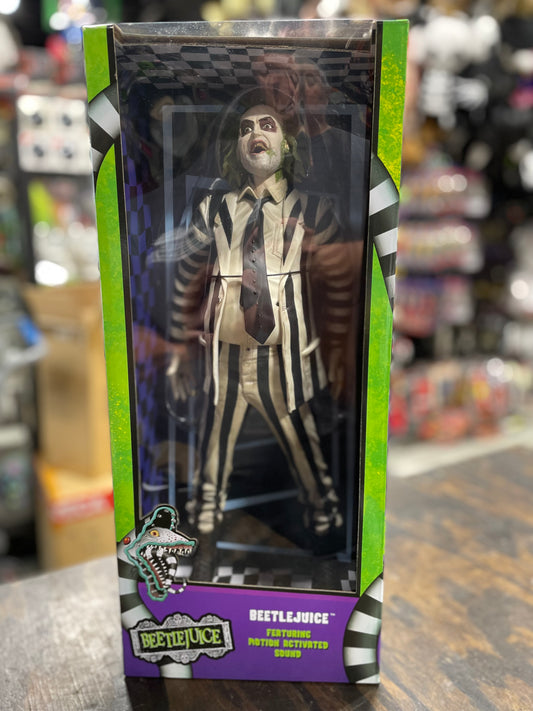 BEETLEJUICE™
FEATURING
MOTION ACTIVATED
SOUND
BEETLEJUICE